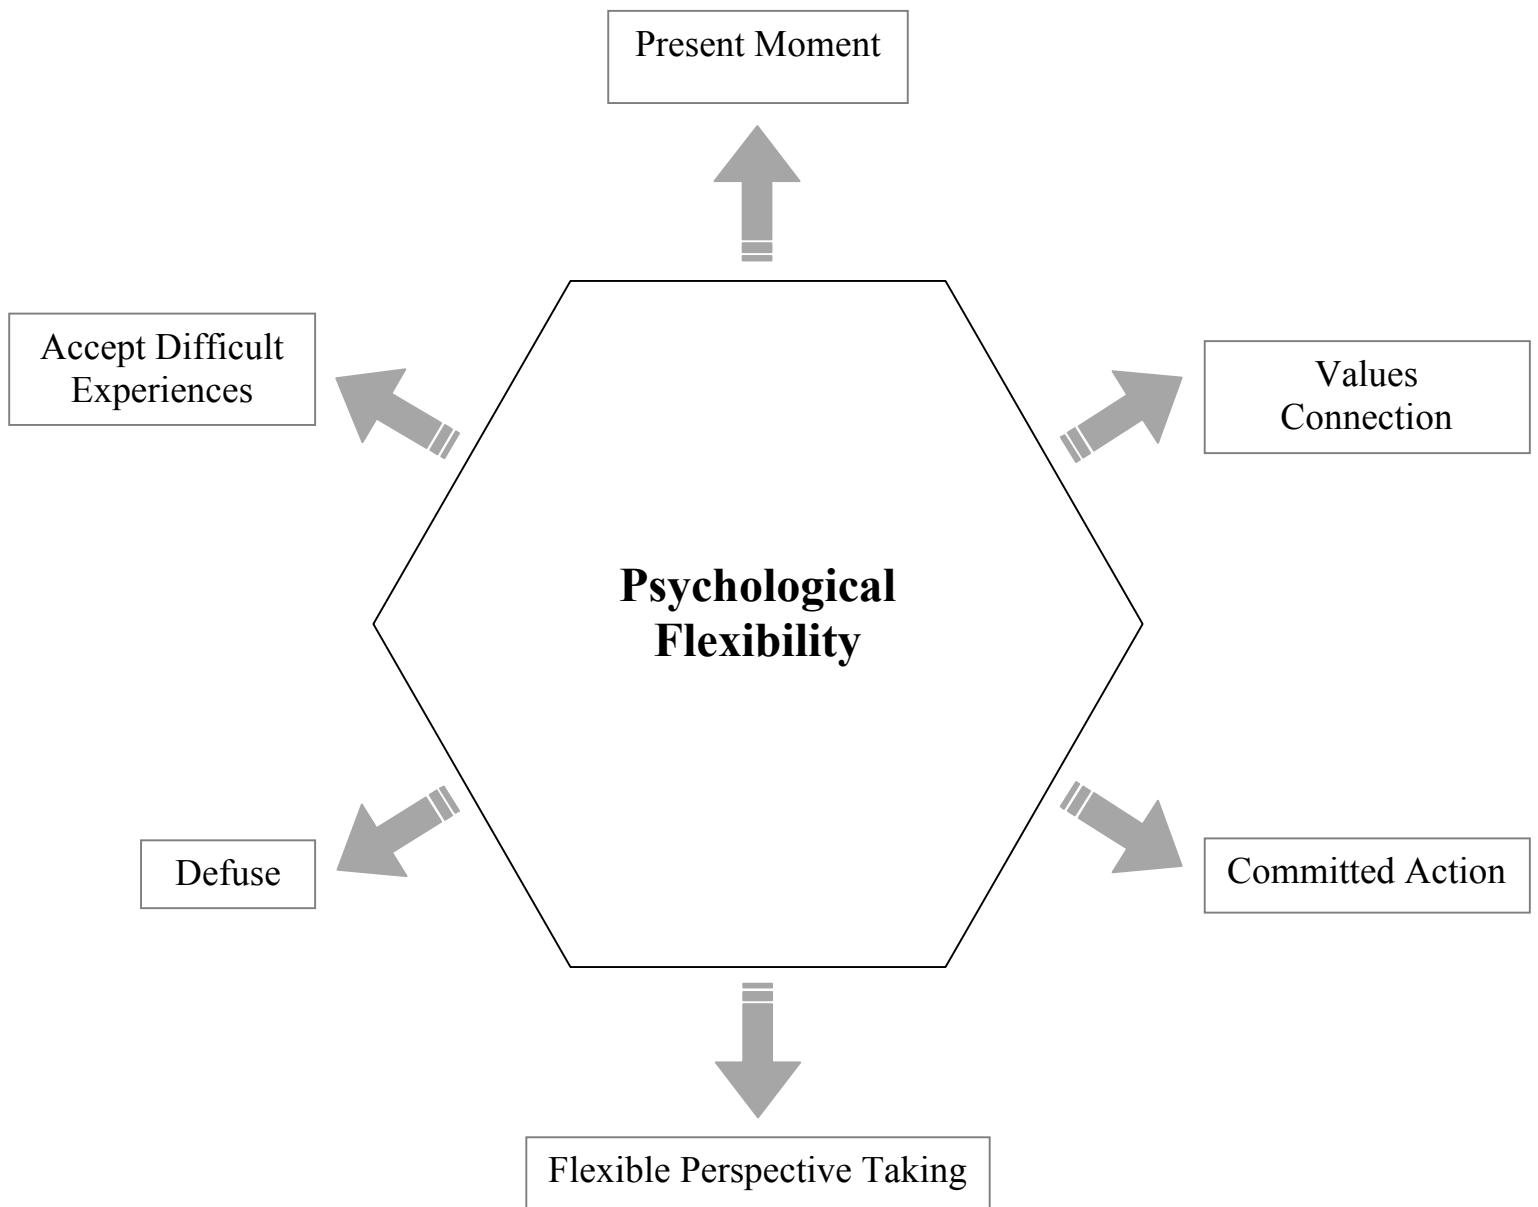 Present Moment
Accept Difficult
Experiences
Values
Connection
Psychological
Flexibility
Defuse
Committed Action
Flexible Perspective Taking